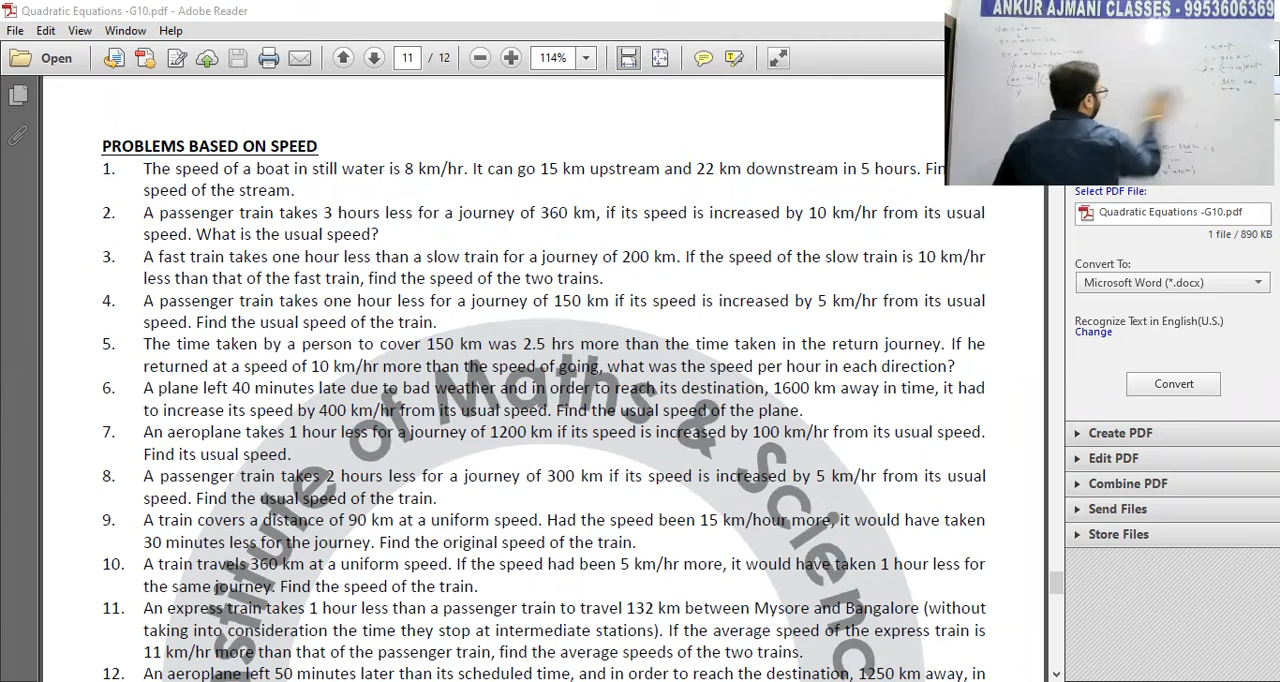 Quadratic Equations -G10.pdf - Adobe Reader
File Edit View Window Help
Open 11 / 12 114%
ANKUR AJMANI CLASSES - 9953606369
PROBLEMS BASED ON SPEED
1. The speed of a boat in still water is 8 km/hr. It can go 15 km upstream and 22 km downstream in 5 hours. Fin
speed of the stream.
2. A passenger train takes 3 hours less for a journey of 360 km, if its speed is increased by 10 km/hr from its usual
speed. What is the usual speed?
3. A fast train takes one hour less than a slow train for a journey of 200 km. If the speed of the slow train is 10 km/hr
less than that of the fast train, find the speed of the two trains.
4. A passenger train takes one hour less for a journey of 150 km if its speed is increased by 5 km/hr from its usual
speed. Find the usual speed of the train.
5. The time taken by a person to cover 150 km was 2.5 hrs more than the time taken in the return journey. If he
returned at a speed of 10 km/hr more than the speed of going, what was the speed per hour in each direction?
6. A plane left 40 minutes late due to bad weather and in order to reach its destination, 1600 km away in time, it had
to increase its speed by 400 km/hr from its usual speed. Find the usual speed of the plane.
7. An aeroplane takes 1 hour less for a journey of 1200 km if its speed is increased by 100 km/hr from its usual speed.
Find its usual speed.
8. A passenger train takes 2 hours less for a journey of 300 km if its speed is increased by 5 km/hr from its usual
speed. Find the usual speed of the train.
9. A train covers a distance of 90 km at a uniform speed. Had the speed been 15 km/hour more, it would have taken
30 minutes less for the journey. Find the original speed of the train.
10. A train travels 360 km at a uniform speed. If the speed had been 5 km/hr more, it would have taken 1 hour less for
the same journey. Find the speed of the train.
11. An express train takes 1 hour less than a passenger train to travel 132 km between Mysore and Bangalore (without
taking into consideration the time they stop at intermediate stations). If the average speed of the express train is
11 km/hr more than that of the passenger train, find the average speeds of the two trains.
12. An aeroplane left 50 minutes later than its scheduled time, and in order to reach the destination, 1250 km away, in
stitute of Maths & Scienc
Select PDF File:
Quadratic Equations -G10.pdf
1 file / 890 KB
Convert To:
Microsoft Word (*.docx)
Recognize Text in English(U.S.)
Change
Convert
Create PDF
Edit PDF
Combine PDF
Send Files
Store Files